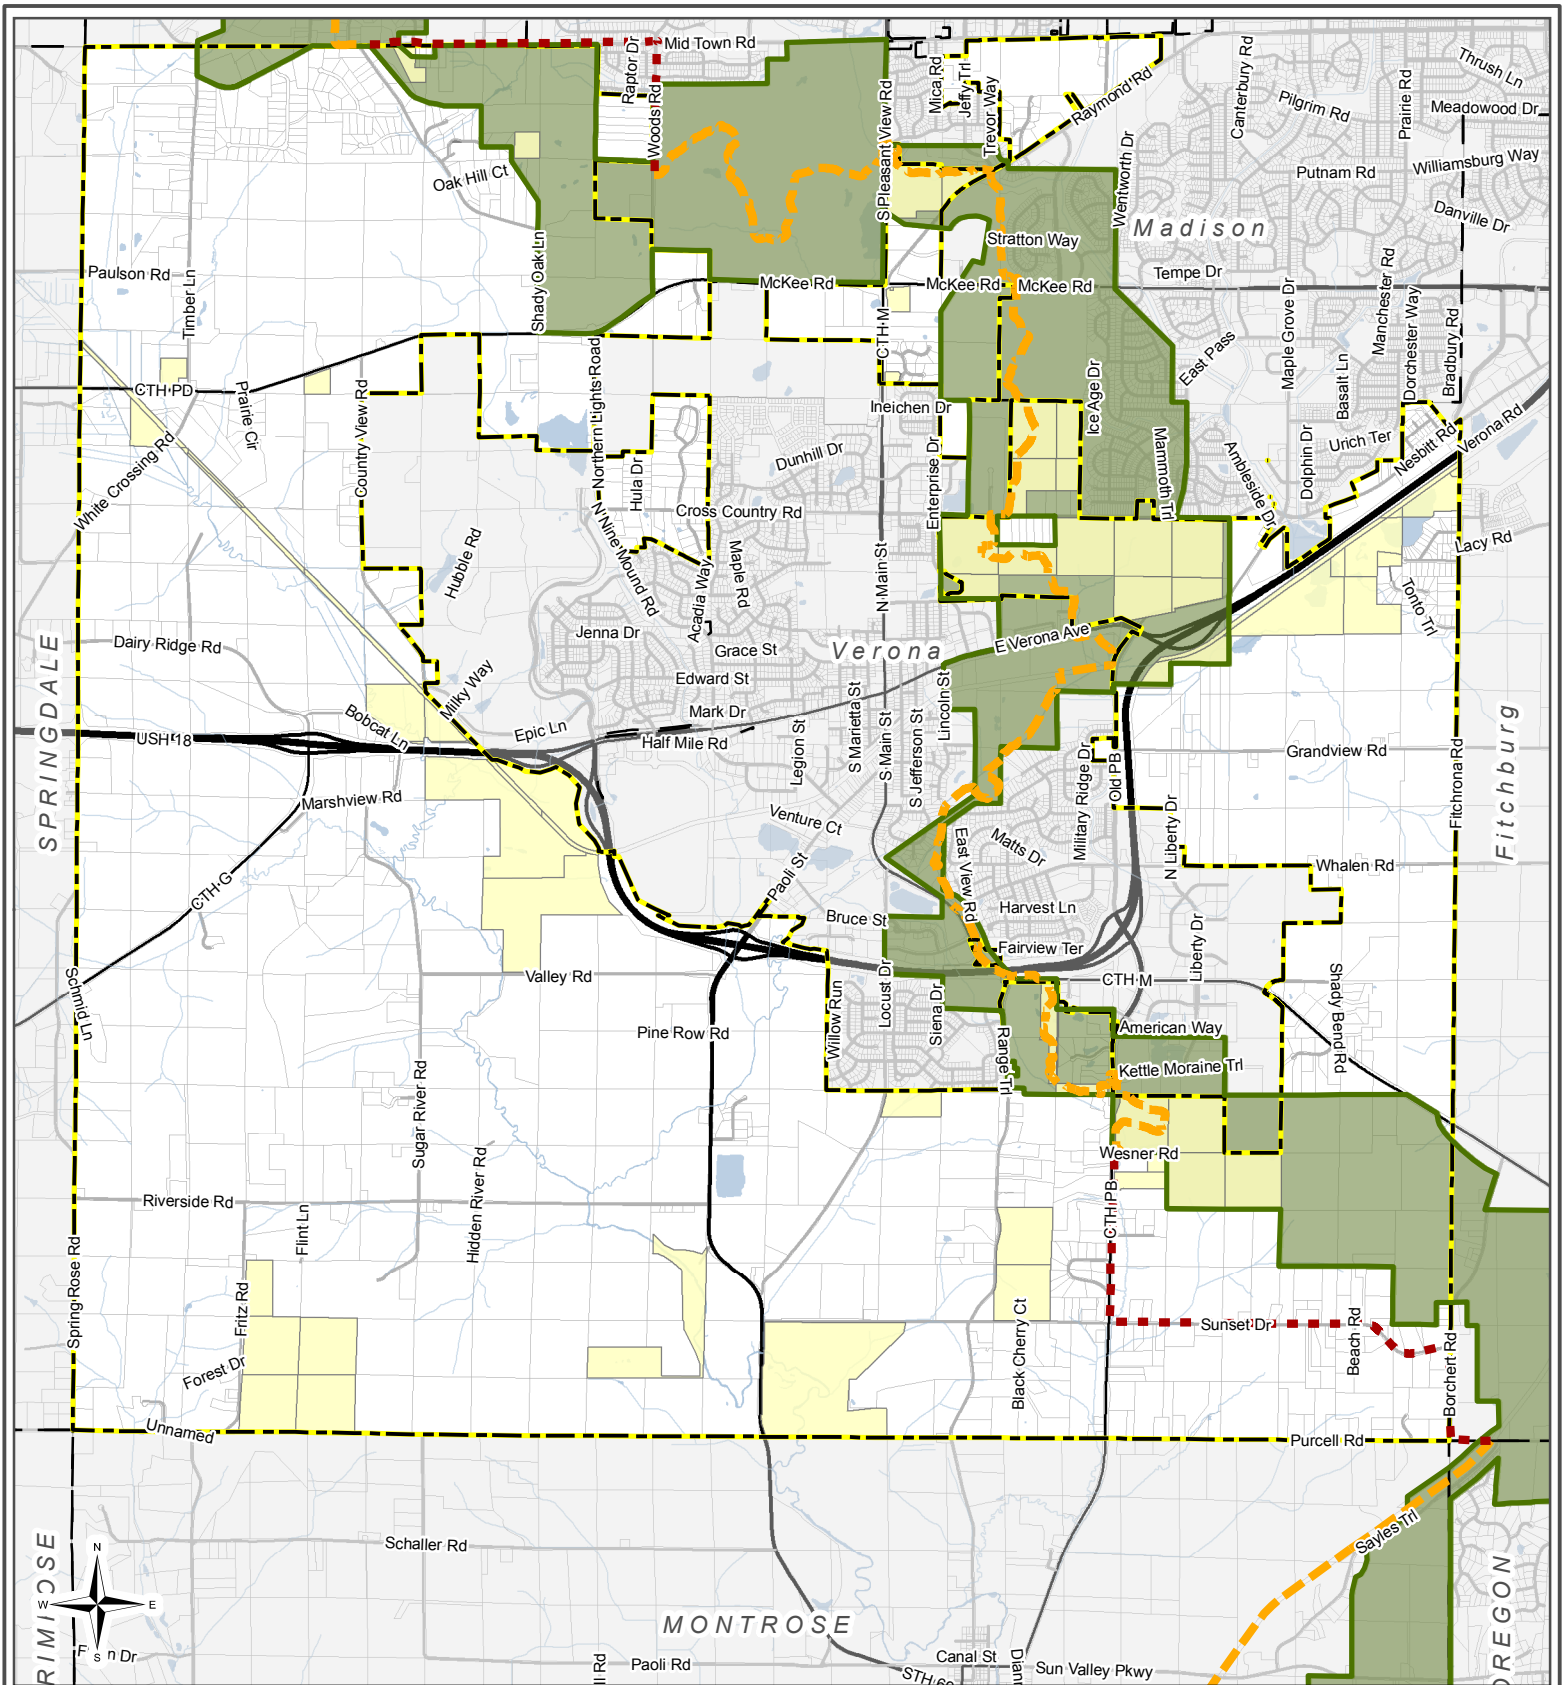 Mid Town Rd
Raptor Dr
Woods Rd
S Pleasant View Rd
Mica Rd
Jeffy Trl
Trevor Way
Raymond Rd
Canterbury Rd
Pilgrim Rd
Prairie Rd
Thrush Ln
Meadowood Dr
Williamsburg Way
Putnam Rd
Danville Dr
Wentworth Dr
Madison
Oak Hill Ct
Stratton Way
Shady Oak Ln
Paulson Rd
Timber Ln
McKee Rd
McKee Rd
McKee Rd
Tempe Dr
Maple Grove Dr
Manchester Rd
Dorchester Way
Bradbury Rd
CTH M
East Pass
Basalt Ln
Ice Age Dr
CTH PD
Prairie Cir
Country View Rd
Northern Lights Road
Ineichen Dr
Enterprise Dr
Mammoth Trl
Ambleside Dr
Dolphin Dr
Urich Ter
Nesbitt Rd
Verona Rd
White Crossing Rd
Hula Dr
Dunhill Dr
Cross Country Rd
N Nine Mound Rd
Maple Rd
Acadia Way
Hubble Rd
N Main St
Lacy Rd
Tonto Trl
SPRINGDALE
Dairy Ridge Rd
Jenna Dr
Grace St
Verona
E Verona Ave
Edward St
Milky Way
Mark Dr
Lincoln St
Bobcat Ln
Epic Ln
Half Mile Rd
USH 18
Legion St
S Marietta St
S Main St
S Jefferson St
Military Ridge Dr
Old PB
Grandview Rd
Fitchrona Rd
Fitchburg
Marshview Rd
Venture Ct
Matts Dr
East View Rd
N Liberty Dr
Whalen Rd
CTH G
Paoli St
Harvest Ln
Bruce St
Fairview Ter
Liberty Dr
Schmid Ln
Valley Rd
Willow Run
Locust Dr
Siena Dr
CTH M
Shady Bend Rd
Pine Row Rd
Range Trl
American Way
Kettle Moraine Trl
Sugar River Rd
Hidden River Rd
Wesner Rd
CTH PB
Riverside Rd
Flint Ln
Spring Rose Rd
Fritz Rd
Black Cherry Ct
Sunset Dr
Beach Rd
Borchert Rd
Forest Dr
Unnamed
Purcell Rd
Schaller Rd
Sayles Trl
N
W
E
S
MONTROSE
Paoli Rd
Canal St
Sun Valley Pkwy
OREGON